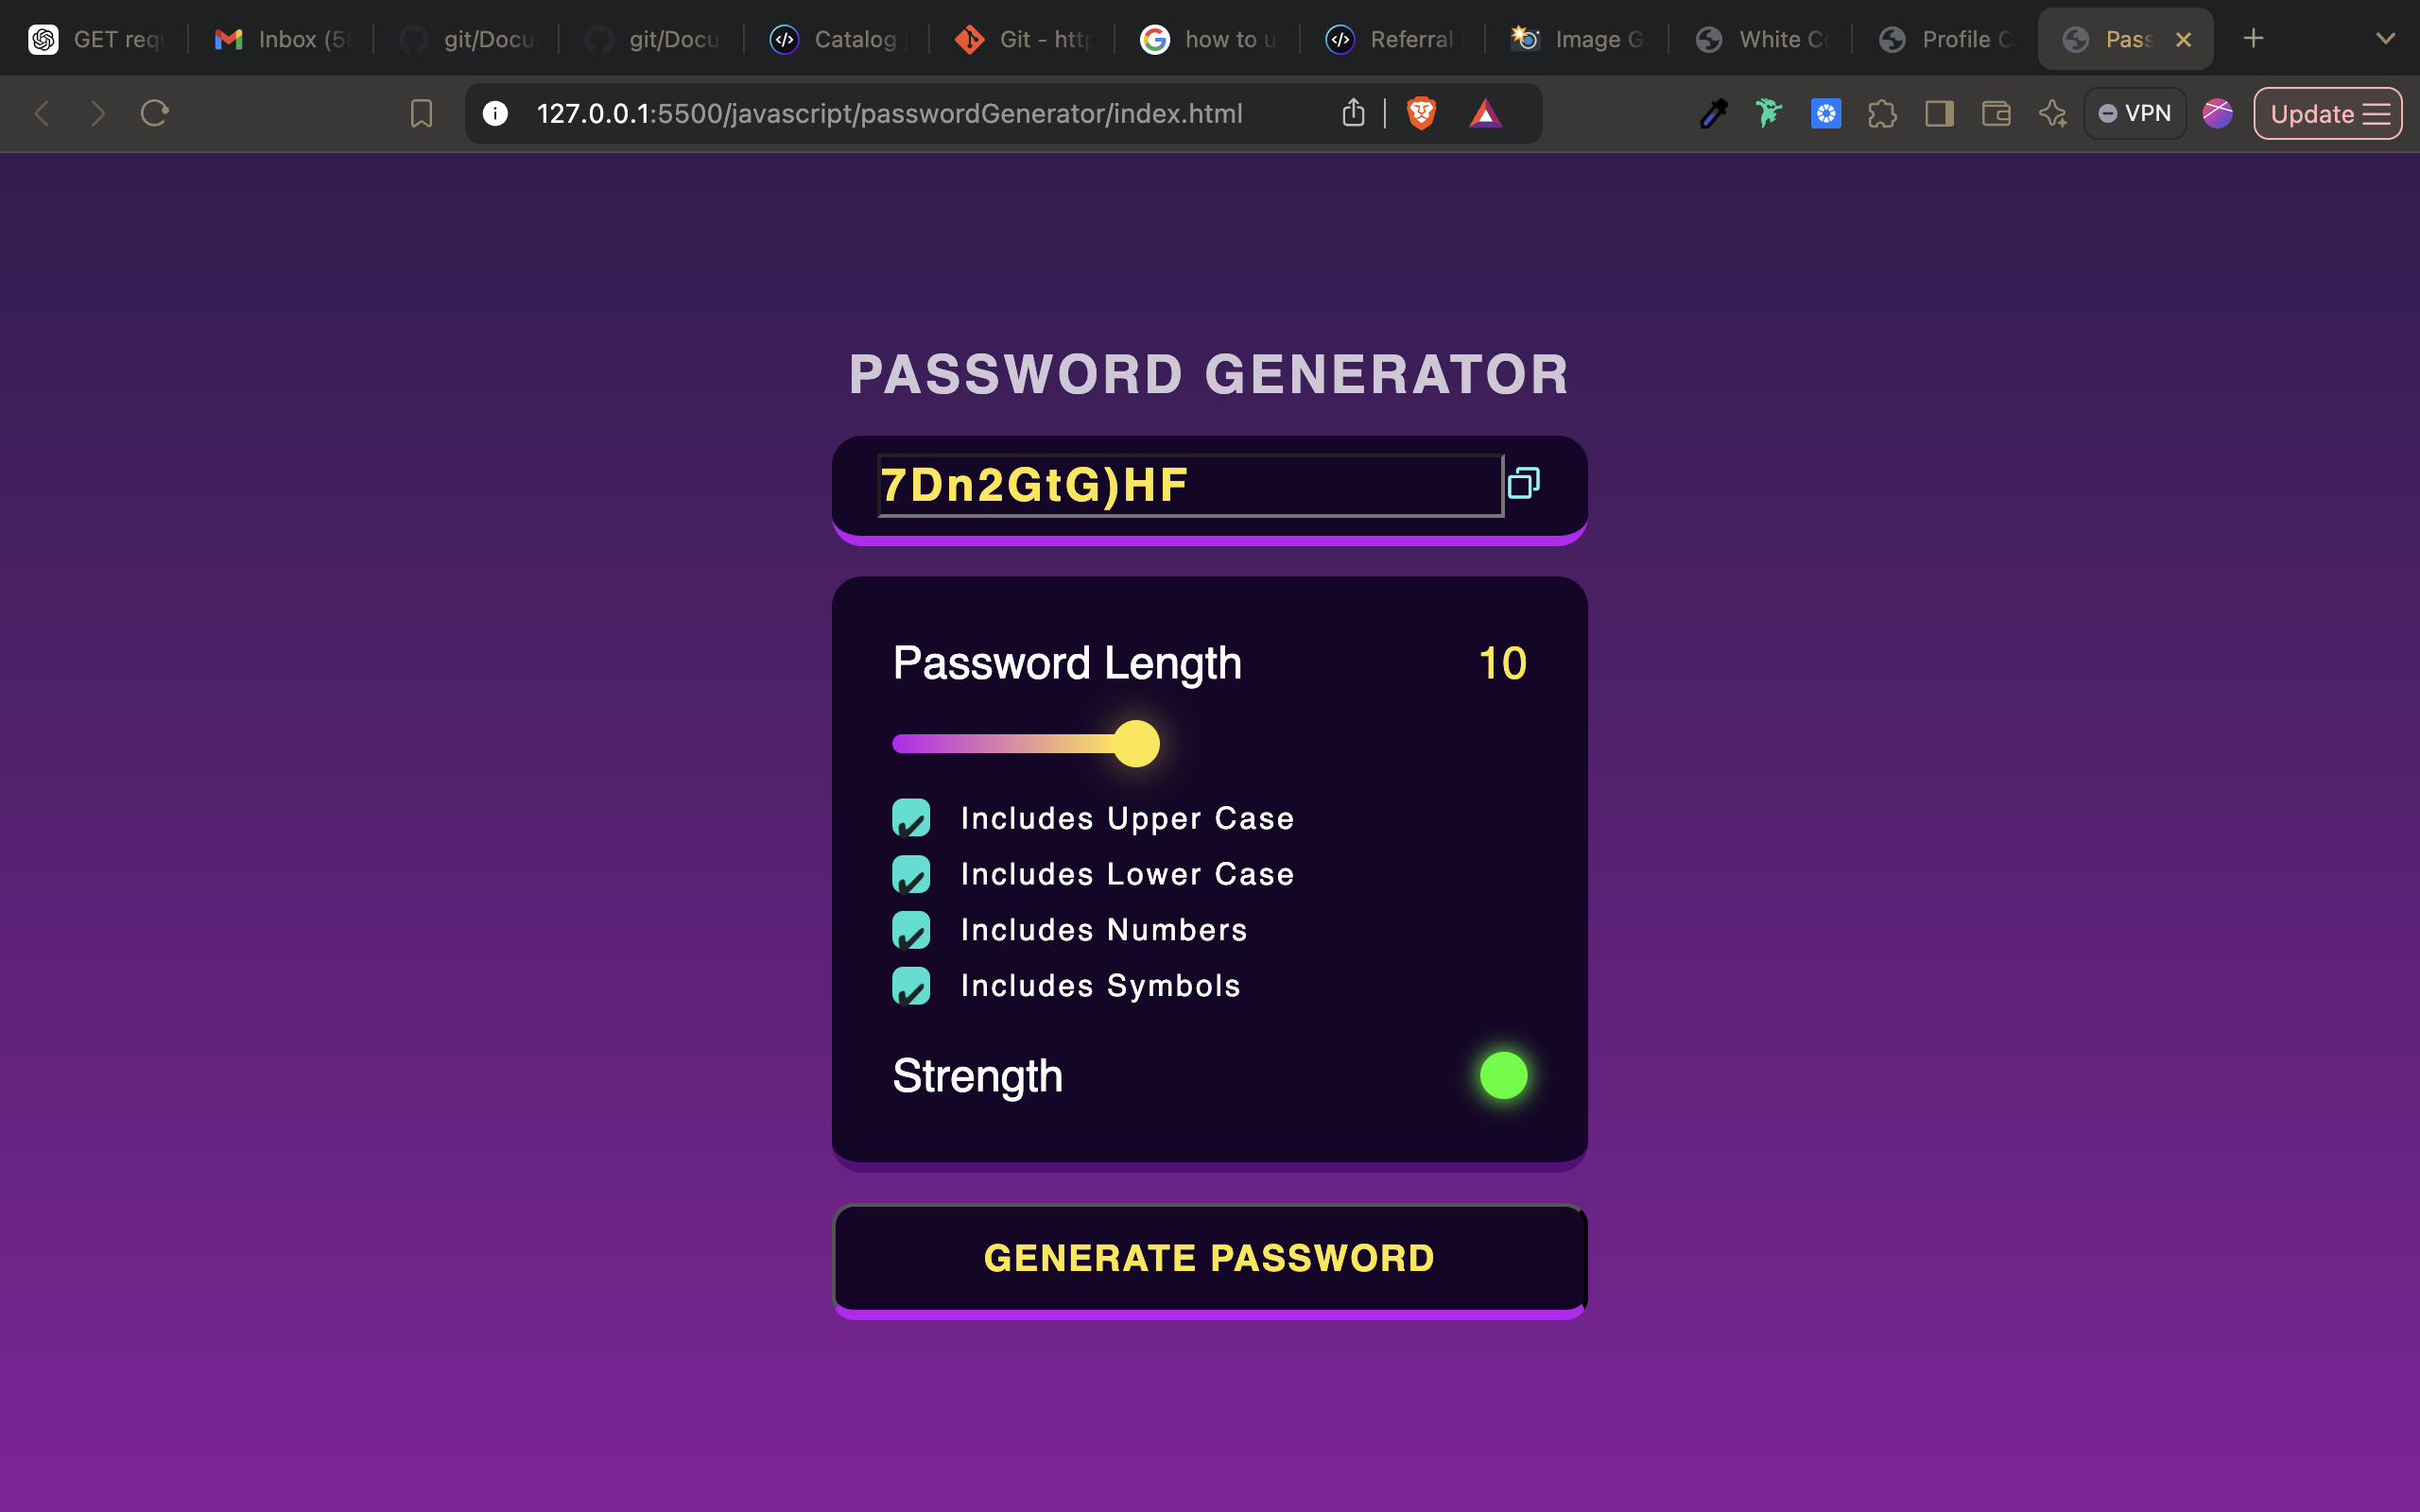 GET requ
Inbox (58
git/Docu
git/Docu
Catalog
Git - http
how to u
Referral
Image G
White Co
Profile C
Pass
127.0.0.1:5500/javascript/passwordGenerator/index.html
VPN
Update
PASSWORD GENERATOR
7Dn2GtG)HF
Password Length
10
Includes Upper Case
Includes Lower Case
Includes Numbers
Includes Symbols
Strength
GENERATE PASSWORD